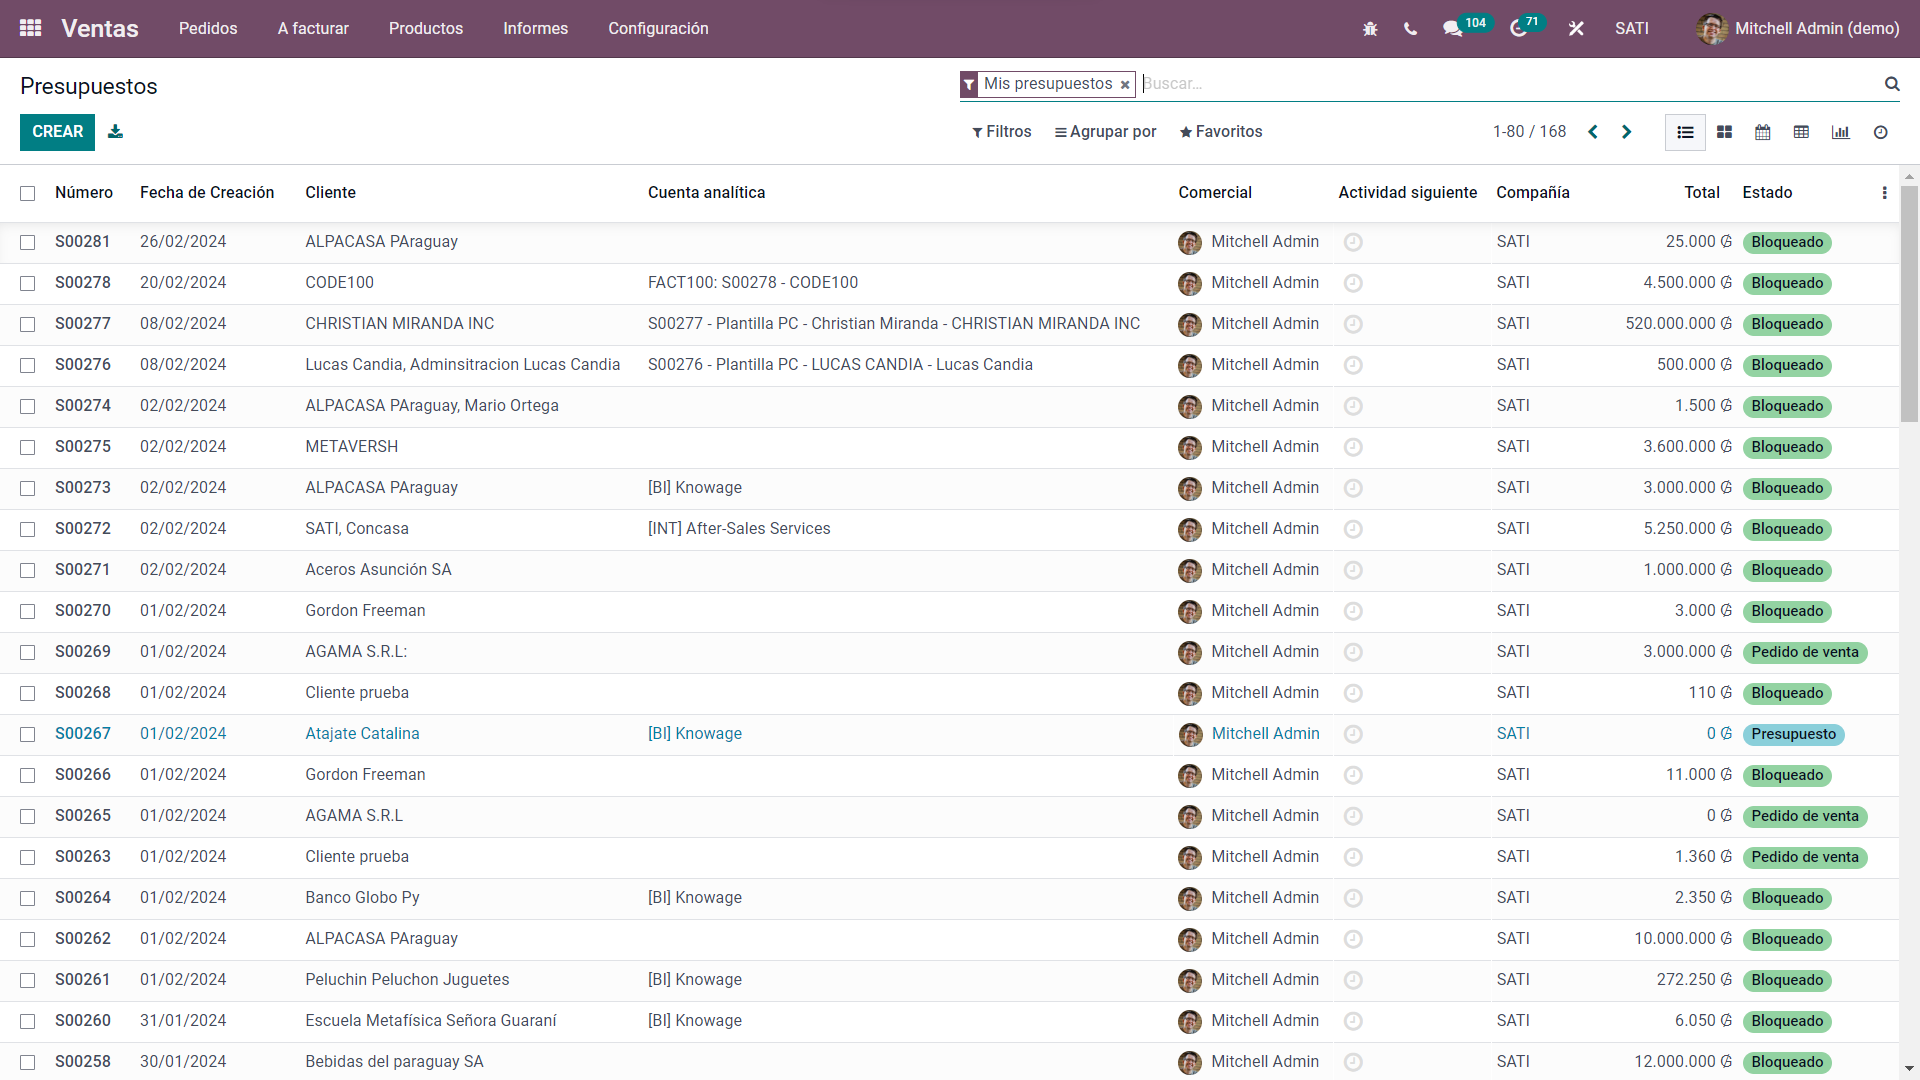 Ventas Pedidos A facturar Productos Informes Configuración 104 71 SATI Mitchell Admin (demo)
Presupuestos Mis presupuestos Buscar...
CREAR Filtros Agrupar por Favoritos 1-80 / 168
Número Fecha de Creación Cliente Cuenta analítica Comercial Actividad siguiente Compañía Total Estado
S00281 26/02/2024 ALPACASA PAraguay Mitchell Admin SATI 25.000 ₲ Bloqueado
S00278 20/02/2024 CODE100 FACT100: S00278 - CODE100 Mitchell Admin SATI 4.500.000 ₲ Bloqueado
S00277 08/02/2024 CHRISTIAN MIRANDA INC S00277 - Plantilla PC - Christian Miranda - CHRISTIAN MIRANDA INC Mitchell Admin SATI 520.000.000 ₲ Bloqueado
S00276 08/02/2024 Lucas Candia, Adminsitracion Lucas Candia S00276 - Plantilla PC - LUCAS CANDIA - Lucas Candia Mitchell Admin SATI 500.000 ₲ Bloqueado
S00274 02/02/2024 ALPACASA PAraguay, Mario Ortega Mitchell Admin SATI 1.500 ₲ Bloqueado
S00275 02/02/2024 METAVERSH Mitchell Admin SATI 3.600.000 ₲ Bloqueado
S00273 02/02/2024 ALPACASA PAraguay [BI] Knowage Mitchell Admin SATI 3.000.000 ₲ Bloqueado
S00272 02/02/2024 SATI, Concasa [INT] After-Sales Services Mitchell Admin SATI 5.250.000 ₲ Bloqueado
S00271 02/02/2024 Aceros Asunción SA Mitchell Admin SATI 1.000.000 ₲ Bloqueado
S00270 01/02/2024 Gordon Freeman Mitchell Admin SATI 3.000 ₲ Bloqueado
S00269 01/02/2024 AGAMA S.R.L: Mitchell Admin SATI 3.000.000 ₲ Pedido de venta
S00268 01/02/2024 Cliente prueba Mitchell Admin SATI 110 ₲ Bloqueado
S00267 01/02/2024 Atajate Catalina [BI] Knowage Mitchell Admin SATI 0 ₲ Presupuesto
S00266 01/02/2024 Gordon Freeman Mitchell Admin SATI 11.000 ₲ Bloqueado
S00265 01/02/2024 AGAMA S.R.L Mitchell Admin SATI 0 ₲ Pedido de venta
S00263 01/02/2024 Cliente prueba Mitchell Admin SATI 1.360 ₲ Pedido de venta
S00264 01/02/2024 Banco Globo Py [BI] Knowage Mitchell Admin SATI 2.350 ₲ Bloqueado
S00262 01/02/2024 ALPACASA PAraguay Mitchell Admin SATI 10.000.000 ₲ Bloqueado
S00261 01/02/2024 Peluchin Peluchon Juguetes [BI] Knowage Mitchell Admin SATI 272.250 ₲ Bloqueado
S00260 31/01/2024 Escuela Metafísica Señora Guaraní [BI] Knowage Mitchell Admin SATI 6.050 ₲ Bloqueado
S00258 30/01/2024 Bebidas del paraguay SA Mitchell Admin SATI 12.000.000 ₲ Bloqueado